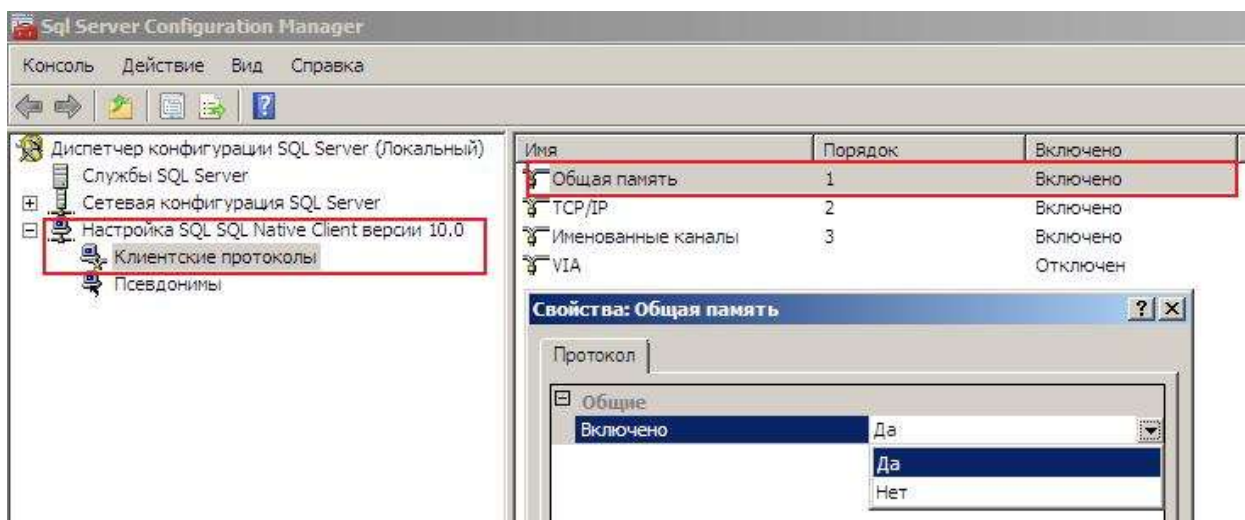 Sql Server Configuration Manager
Консоль Действие Вид Справка
Диспетчер конфигурации SQL Server (Локальный)
Службы SQL Server
Сетевая конфигурация SQL Server
Настройка SQL SQL Native Client версии 10.0
Клиентские протоколы
Псевдонимы
Имя Порядок Включено
Общая память 1 Включено
TCP/IP 2 Включено
Именованные каналы 3 Включено
VIA Отключен
Свойства: Общая память
Протокол
Общие
Включено Да
Да
Нет